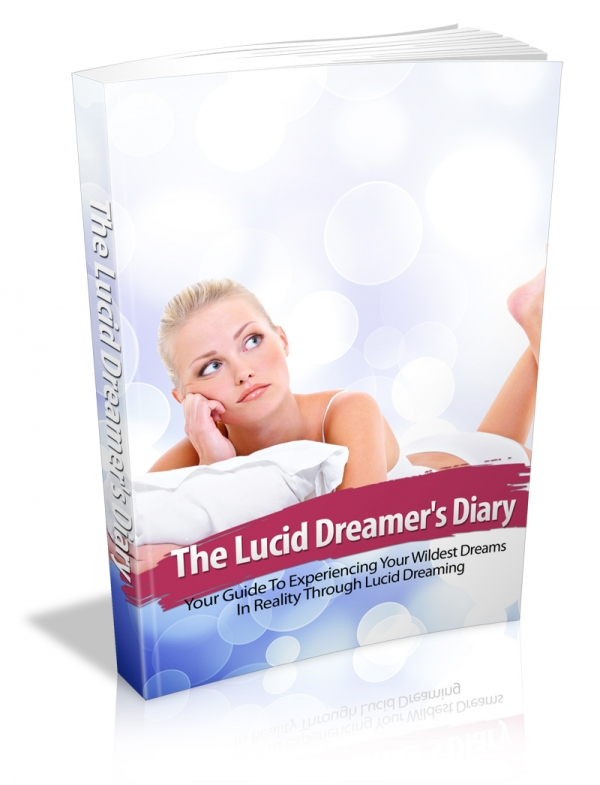 The Lucid Dreamer's Diary
The Lucid Dreamer's Diary
Your Guide To Experiencing Your Wildest Dreams
In Reality Through Lucid Dreaming